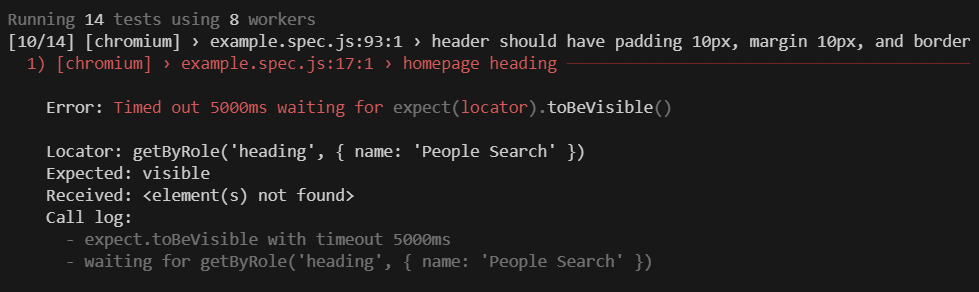 Running 14 tests using 8 workers
[10/14] [chromium] › example.spec.js:93:1 › header should have padding 10px, margin 10px, and border
1) [chromium] › example.spec.js:17:1 › homepage heading
Error: Timed out 5000ms waiting for expect(locator).toBeVisible()
Locator: getByRole('heading', { name: 'People Search' })
Expected: visible
Received: <element(s) not found>
Call log:
- expect.toBeVisible with timeout 5000ms
- waiting for getByRole('heading', { name: 'People Search' })